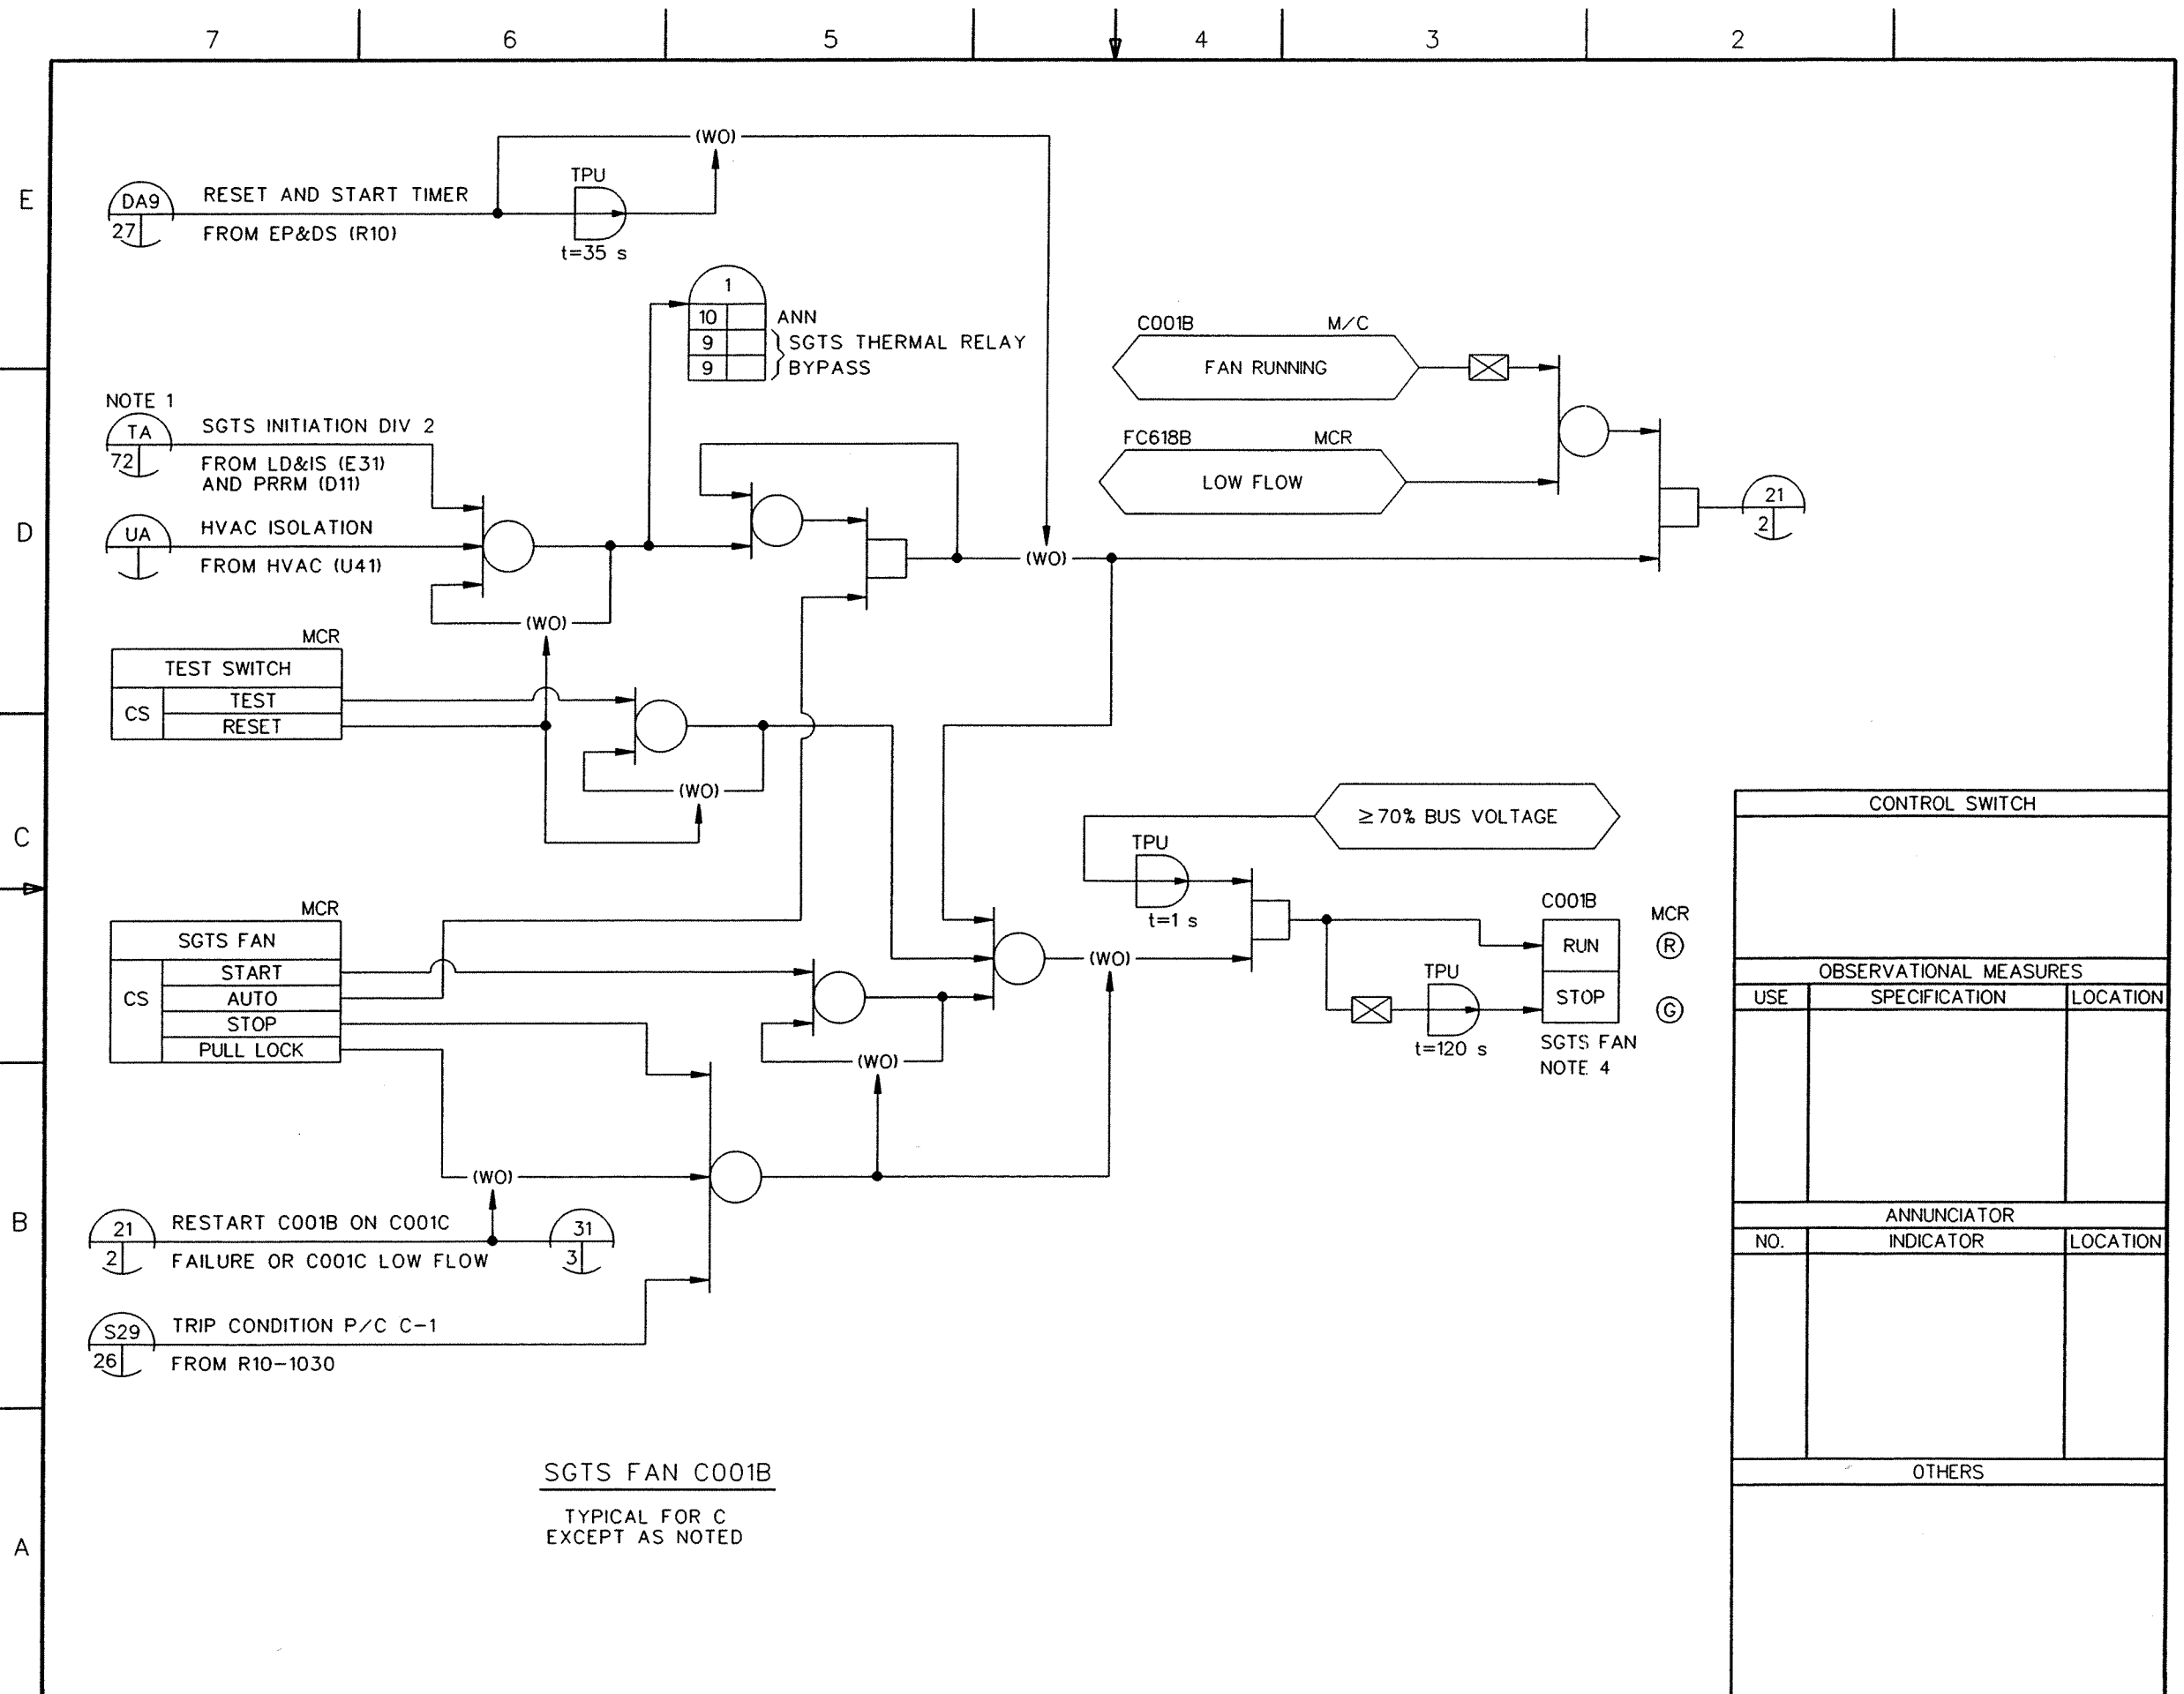 7 6 5 4 3 2
E
D
C
B
A
(WO)
DA9
27
RESET AND START TIMER
FROM EP&DS (R10)
TPU
t=35 s
1
10 ANN
9 SGTS THERMAL RELAY
9 BYPASS
C001B M/C
FAN RUNNING
FC618B MCR
LOW FLOW
21
2
NOTE 1
TA
72
SGTS INITIATION DIV 2
FROM LD&IS (E31)
AND PRRM (D11)
UA
HVAC ISOLATION
FROM HVAC (U41)
(WO)
(WO)
MCR
TEST SWITCH
CS
TEST
RESET
(WO)
≥70% BUS VOLTAGE
TPU
t=1 s
MCR
SGTS FAN
CS
START
AUTO
STOP
PULL LOCK
(WO)
(WO)
C001B
RUN
STOP
MCR
R
G
TPU
t=120 s
SGTS FAN
NOTE 4
(WO)
21
2
RESTART C001B ON C001C
FAILURE OR C001C LOW FLOW
31
3
S29
26
TRIP CONDITION P/C C-1
FROM R10-1030
SGTS FAN C001B
TYPICAL FOR C
EXCEPT AS NOTED
CONTROL SWITCH
OBSERVATIONAL MEASURES
USE SPECIFICATION LOCATION
ANNUNCIATOR
NO. INDICATOR LOCATION
OTHERS